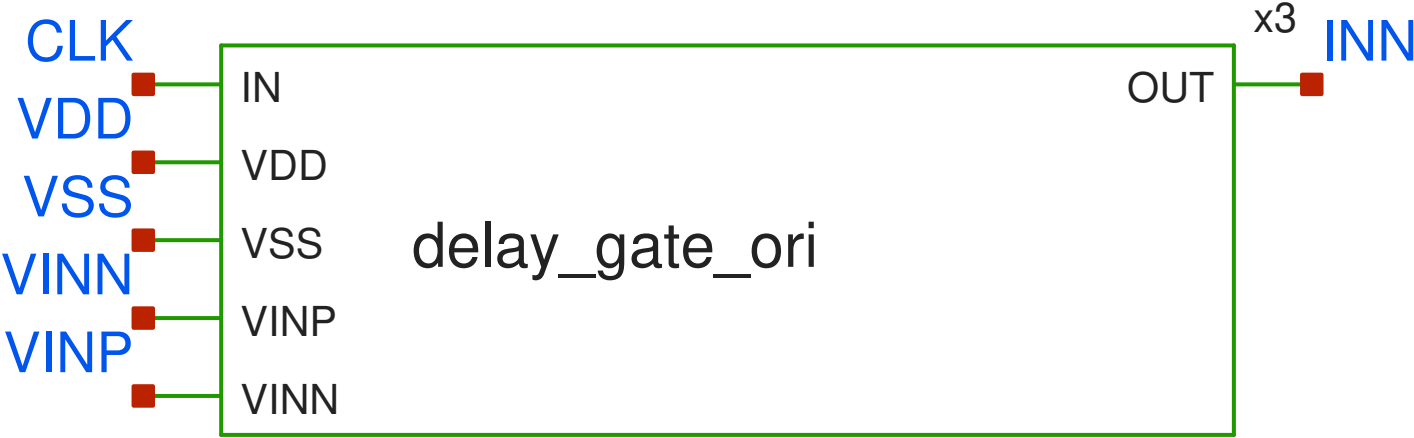 x3
CLK
INN
IN
OUT
VDD
VDD
VSS
VSS
delay_gate_ori
VINN
VINP
VINP
VINN